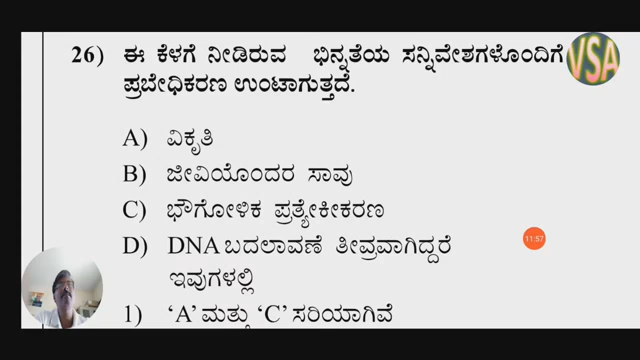 26) ಈ ಕೆಳಗೆ ನೀಡಿರುವ ಭಿನ್ನತೆಯ ಸನ್ನಿವೇಶಗಳೊಂದಿಗೆ
ಪ್ರಬೇಧಿಕರಣ ಉಂಟಾಗುತ್ತದೆ.
VSA
A) ವಿಕೃತಿ
B) ಜೀವಿಯೊಂದರ ಸಾವು
C) ಭೌಗೋಳಿಕ ಪ್ರತ್ಯೇಕೀಕರಣ
D) DNA ಬದಲಾವಣೆ ತೀವ್ರವಾಗಿದ್ದರೆ
11:57
ಇವುಗಳಲ್ಲಿ
1) 'A' ಮತ್ತು 'C' ಸರಿಯಾಗಿವೆ